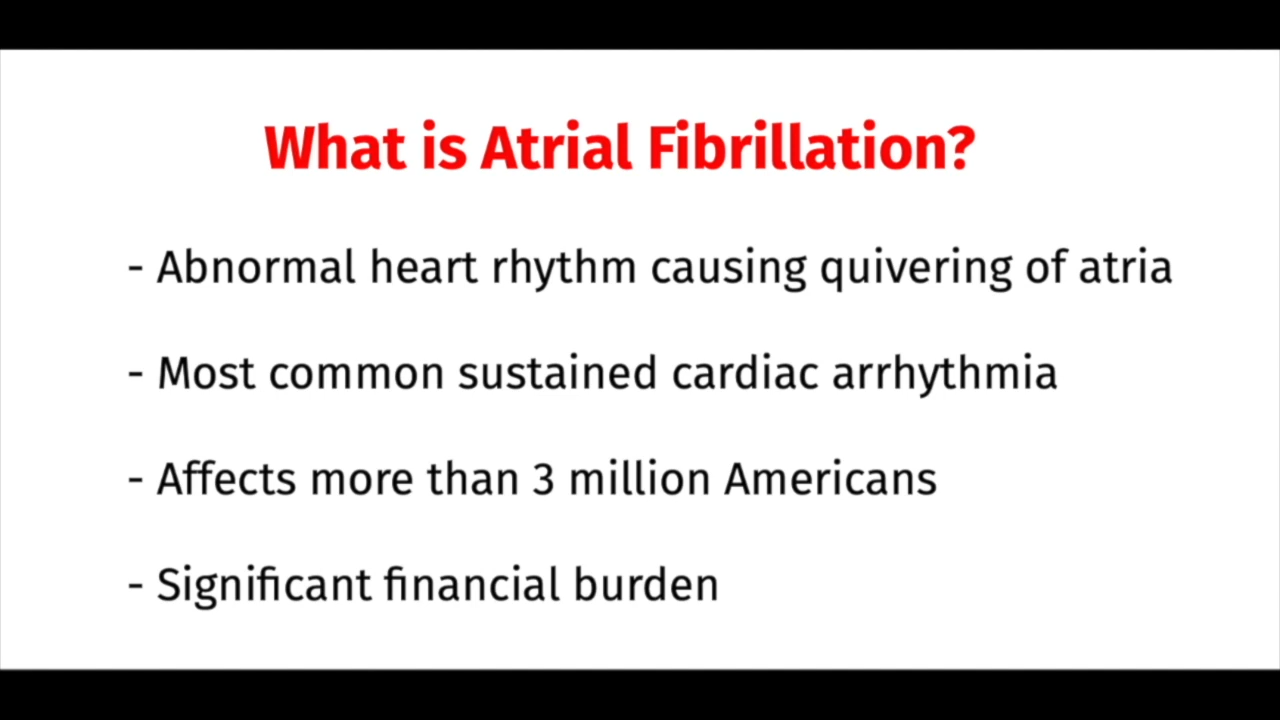 What is Atrial Fibrillation?
- Abnormal heart rhythm causing quivering of atria
- Most common sustained cardiac arrhythmia
- Affects more than 3 million Americans
- Significant financial burden